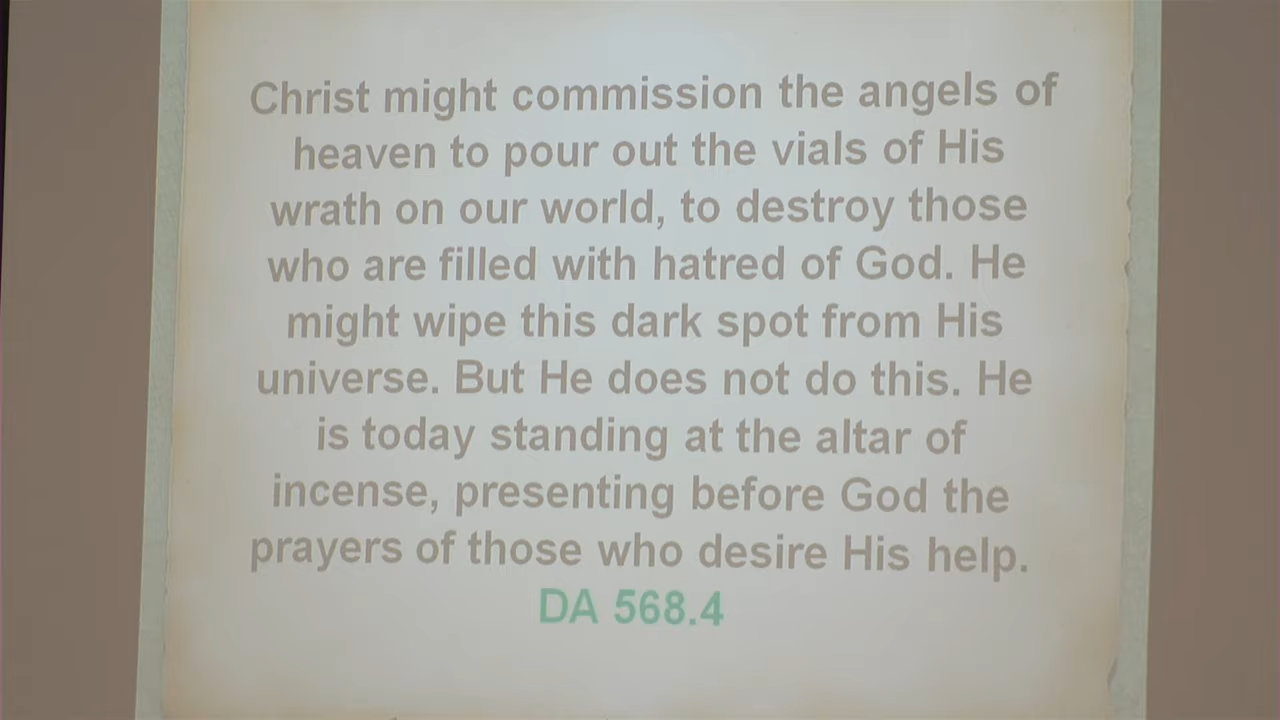 Christ might commission the angels of
heaven to pour out the vials of His
wrath on our world, to destroy those
who are filled with hatred of God. He
might wipe this dark spot from His
universe. But He does not do this. He
is today standing at the altar of
incense, presenting before God the
prayers of those who desire His help.
DA 568.4